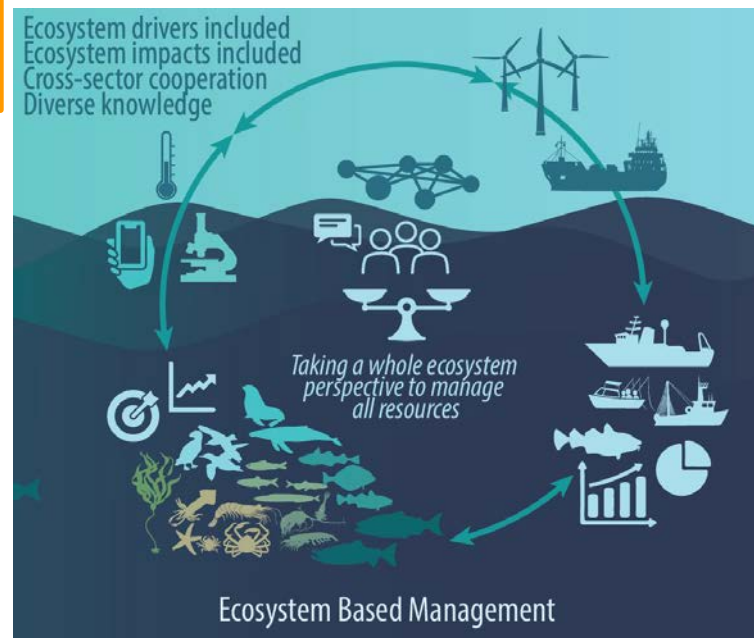 Ecosystem drivers included
Ecosystem impacts included
Cross-sector cooperation
Diverse knowledge
Taking a whole ecosystem
perspective to manage
all resources
Ecosystem Based Management